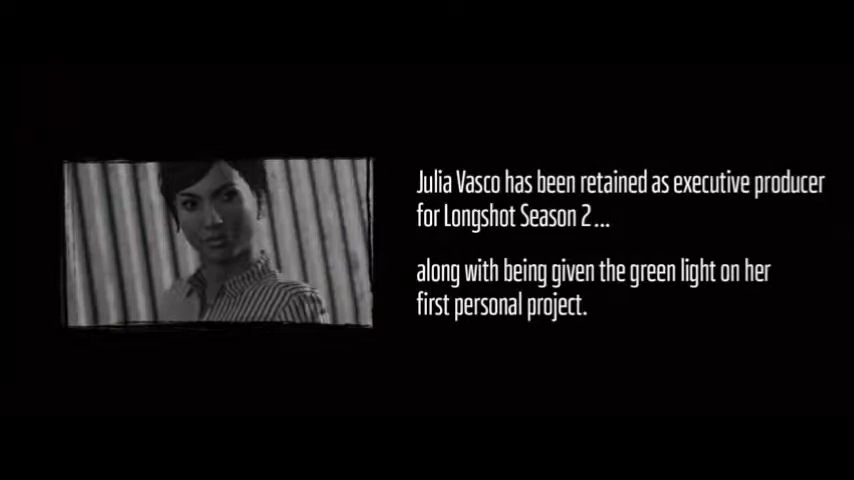 Julia Vasco has been retained as executive producer
for Longshot Season 2...
along with being given the green light on her
first personal project.